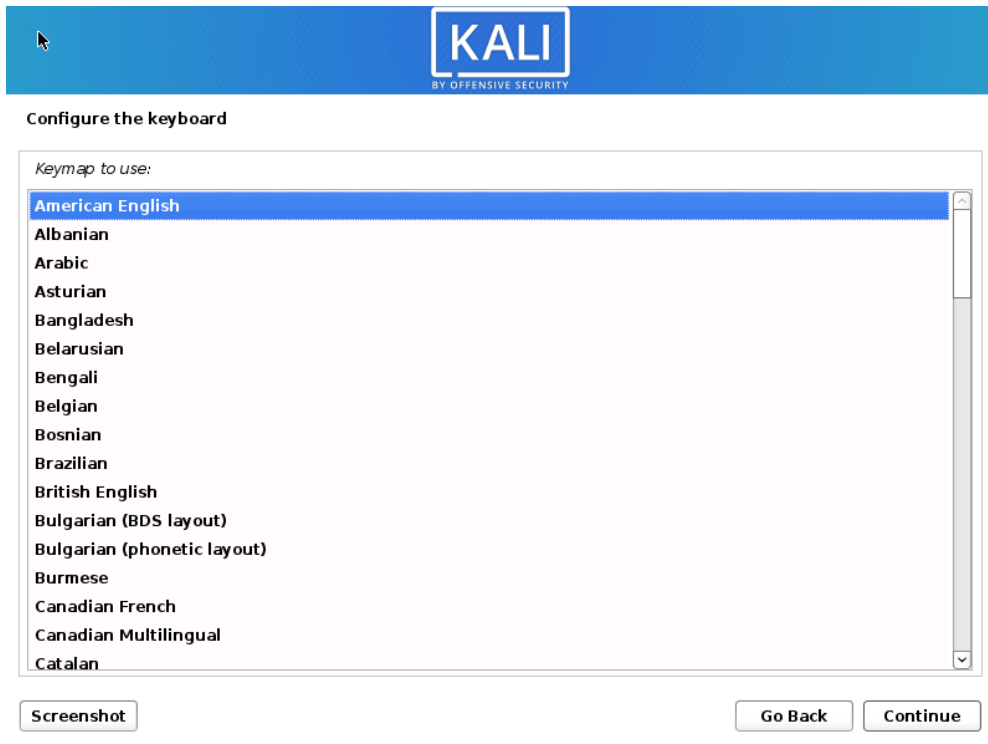 KALI
BY OFFENSIVE SECURITY
Configure the keyboard
Keymap to use:
American English
Albanian
Arabic
Asturian
Bangladesh
Belarusian
Bengali
Belgian
Bosnian
Brazilian
British English
Bulgarian (BDS layout)
Bulgarian (phonetic layout)
Burmese
Canadian French
Canadian Multilingual
Catalan
Screenshot
Go Back
Continue